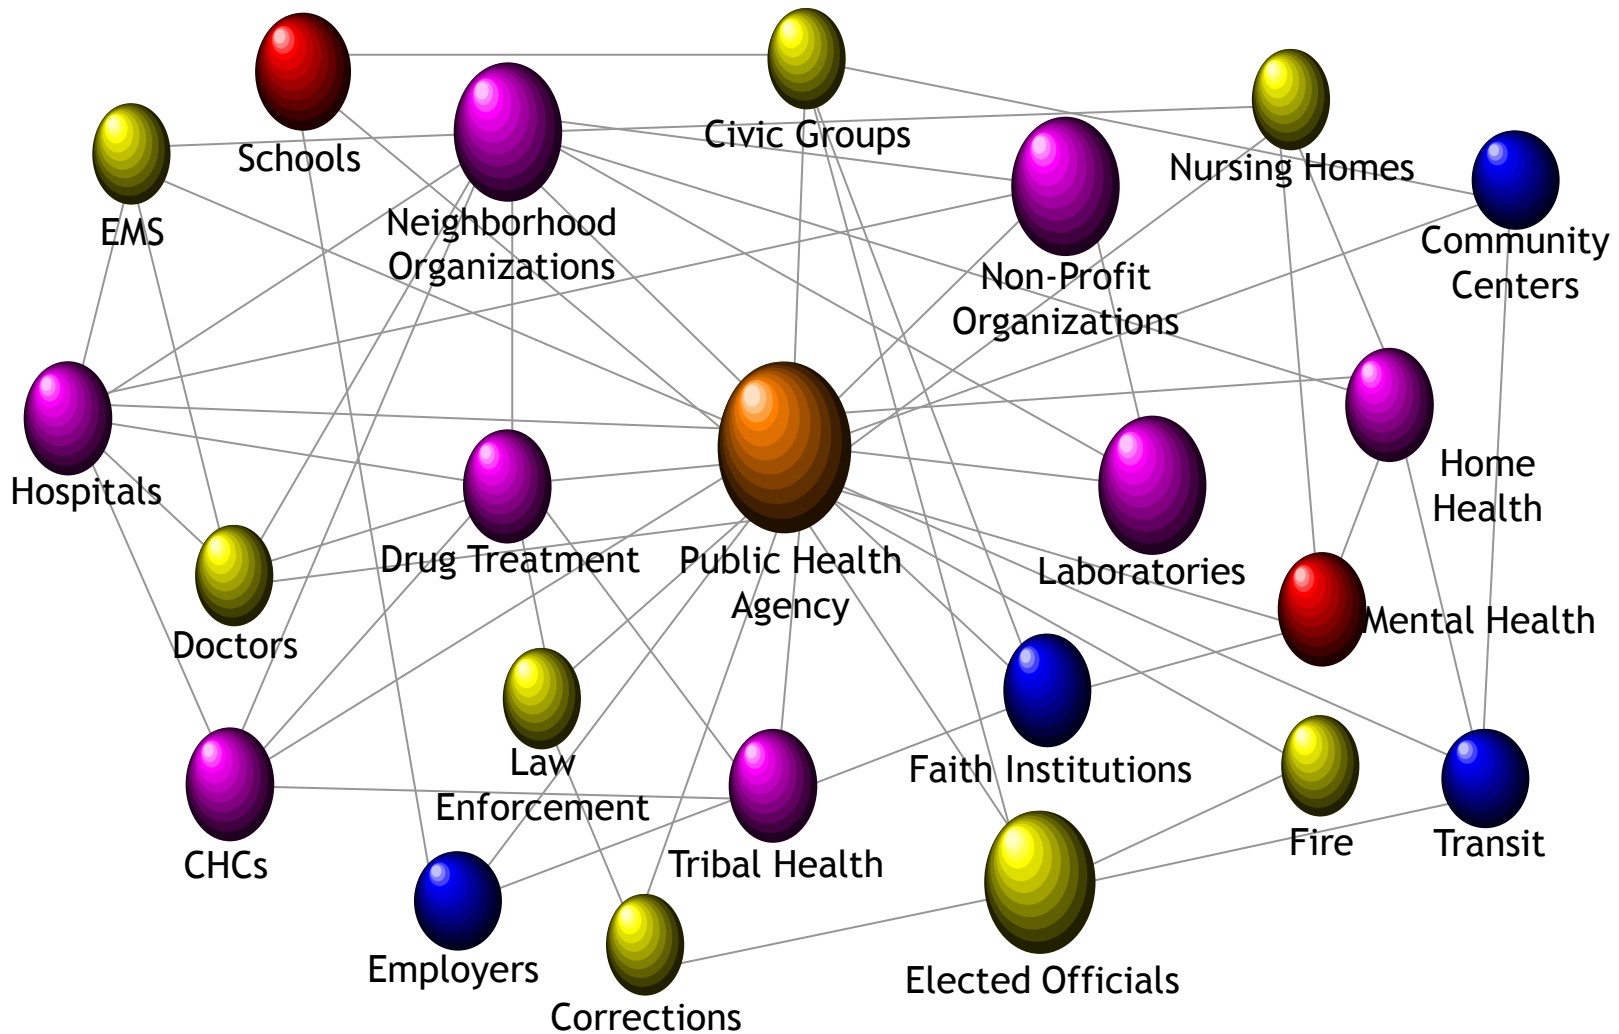 Civic Groups
Schools
Nursing Homes
EMS
Neighborhood
Organizations
Community
Centers
Non-Profit
Organizations
Hospitals
Home
Health
Drug Treatment
Public Health
Agency
Laboratories
Mental Health
Doctors
Law
Enforcement
Faith Institutions
Fire
Transit
CHCs
Tribal Health
Employers
Elected Officials
Corrections